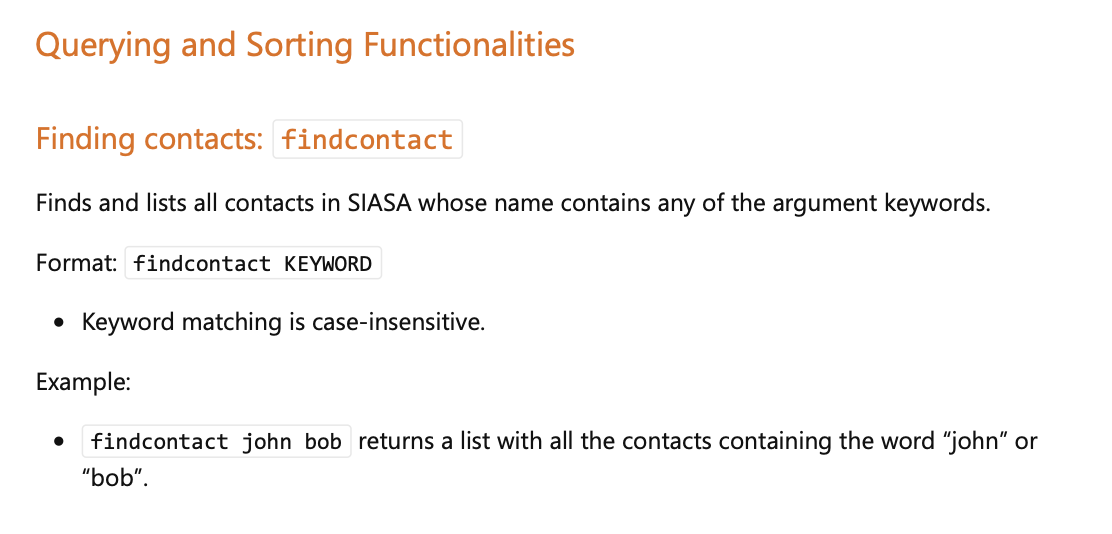 Querying and Sorting Functionalities
Finding contacts: findcontact
Finds and lists all contacts in SIASA whose name contains any of the argument keywords.
Format: findcontact KEYWORD
• Keyword matching is case-insensitive.
Example:
• findcontact john bob returns a list with all the contacts containing the word “john” or
“bob”.